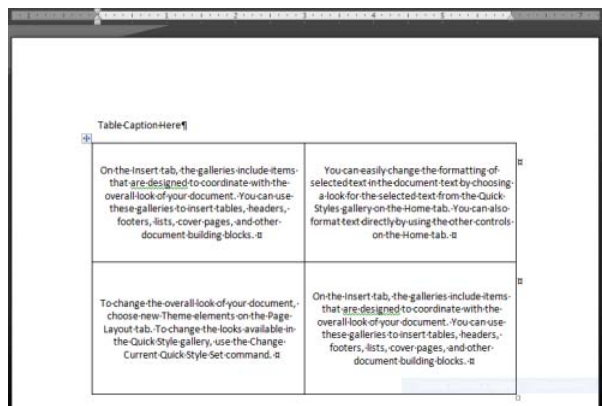 Table Caption Here¶
On the Insert tab, the galleries include items
that are designed to coordinate with the
overall look of your document. You can use
these galleries to insert tables, headers,
footers, lists, cover pages, and other
document building blocks. ¤
You can easily change the formatting of
selected text in the document text by choosing
a look for the selected text from the Quick
Styles gallery on the Home tab. You can also
format text directly by using the other controls
on the Home tab. ¤
To change the overall look of your document,
choose new Theme elements on the Page
Layout tab. To change the looks available in
the Quick Style gallery, use the Change
Current Quick Style Set command. ¤
On the Insert tab, the galleries include items
that are designed to coordinate with the
overall look of your document. You can use
these galleries to insert tables, headers,
footers, lists, cover pages, and other
document building blocks. ¤